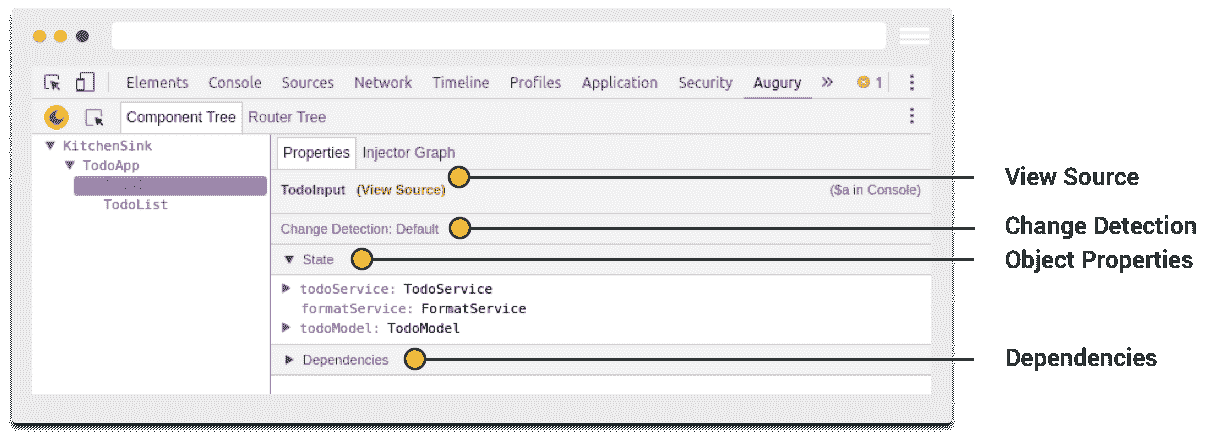 Elements Console Sources Network Timeline Profiles Application Security Augury » 1
Component Tree Router Tree
KitchenSink
TodoApp
TodoList
Properties Injector Graph
TodoInput (View Source) ($a in Console)
Change Detection: Default
State
todoService: TodoService
formatService: FormatService
todoModel: TodoModel
Dependencies
View Source
Change Detection
Object Properties
Dependencies